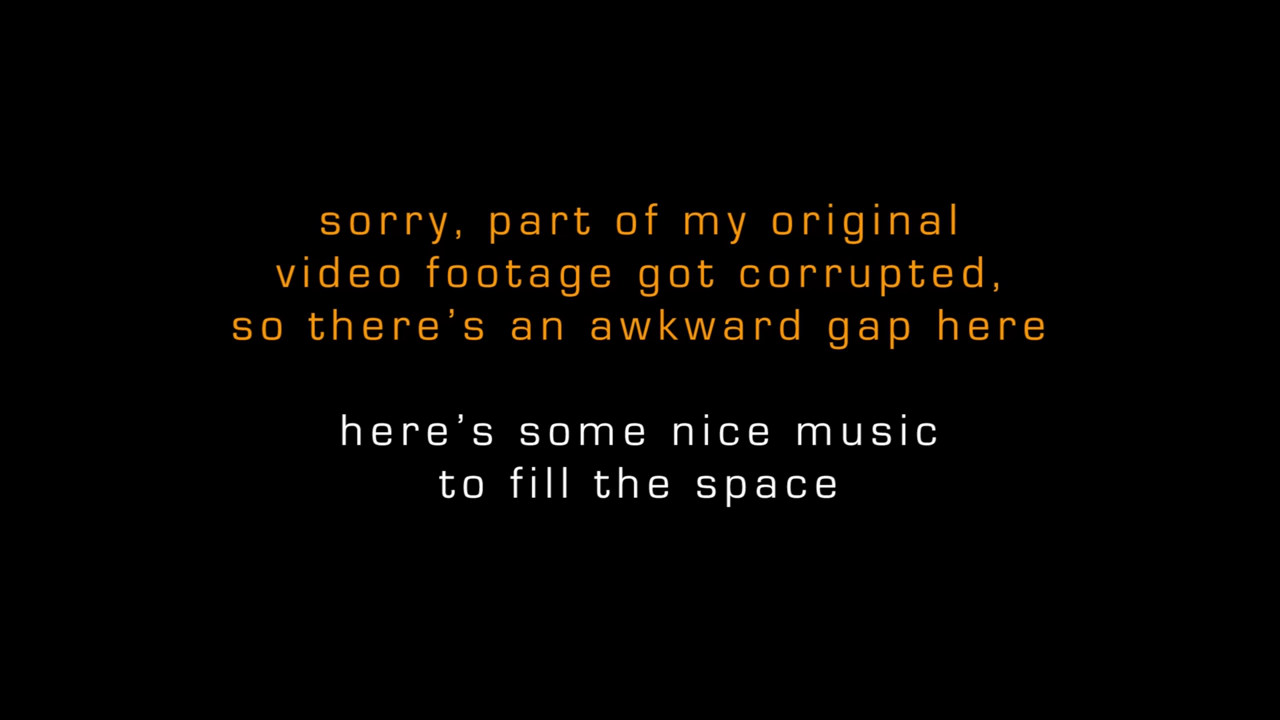 sorry, part of my original
video footage got corrupted,
so there’s an awkward gap here
here’s some nice music
to fill the space